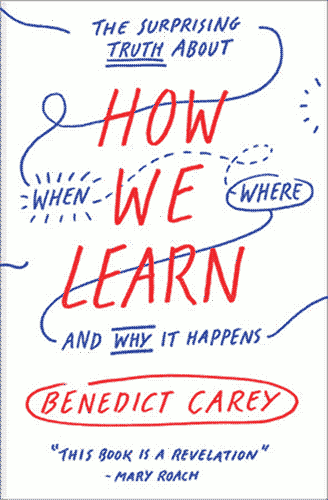 THE SURPRISING
TRUTH ABOUT
HOW
WHEN WE WHERE
LEARN
AND WHY IT HAPPENS
BENEDICT CAREY
"THIS BOOK IS A REVELATION"
- MARY ROACH